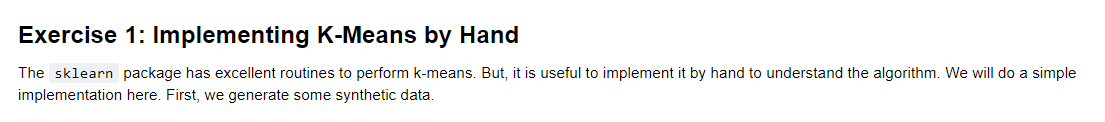 Exercise 1: Implementing K-Means by Hand
The sklearn package has excellent routines to perform k-means. But, it is useful to implement it by hand to understand the algorithm. We will do a simple
implementation here. First, we generate some synthetic data.